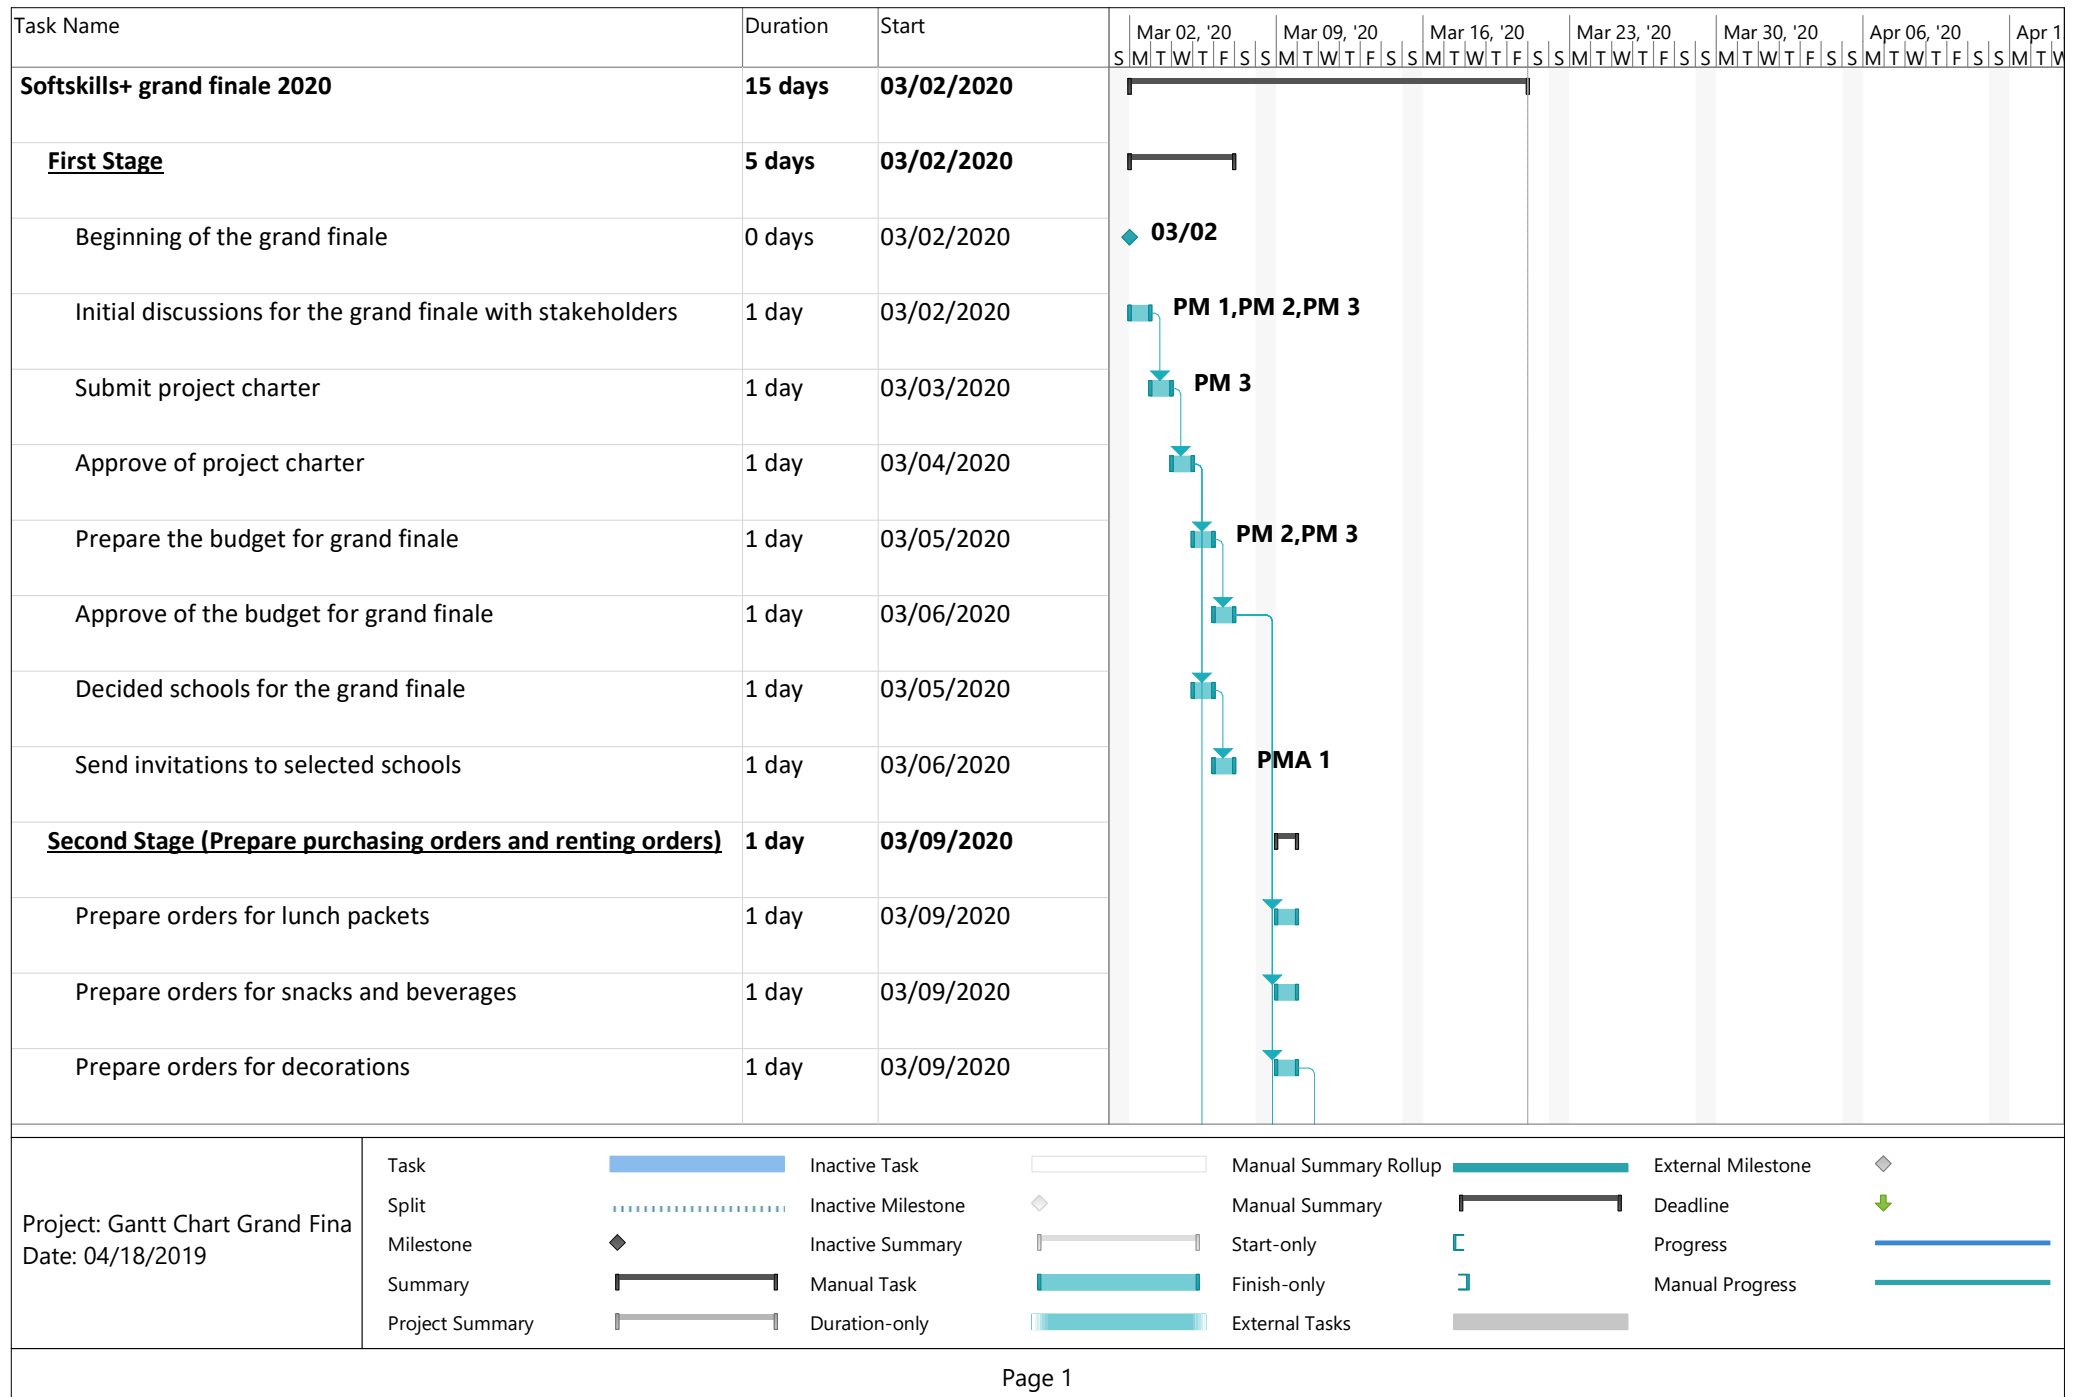 Task Name Duration Start Mar 02, '20 Mar 09, '20 Mar 16, '20 Mar 23, '20 Mar 30, '20 Apr 06, '20 Apr 1
S M T W T F S S M T W T F S S M T W T F S S M T W T F S S M T W T F S S M T W T F S S M T W
Softskills+ grand finale 2020 15 days 03/02/2020
First Stage 5 days 03/02/2020
Beginning of the grand finale 0 days 03/02/2020 03/02
Initial discussions for the grand finale with stakeholders 1 day 03/02/2020 PM 1,PM 2,PM 3
Submit project charter 1 day 03/03/2020 PM 3
Approve of project charter 1 day 03/04/2020
Prepare the budget for grand finale 1 day 03/05/2020 PM 2,PM 3
Approve of the budget for grand finale 1 day 03/06/2020
Decided schools for the grand finale 1 day 03/05/2020
Send invitations to selected schools 1 day 03/06/2020 PMA 1
Second Stage (Prepare purchasing orders and renting orders) 1 day 03/09/2020
Prepare orders for lunch packets 1 day 03/09/2020
Prepare orders for snacks and beverages 1 day 03/09/2020
Prepare orders for decorations 1 day 03/09/2020
Project: Gantt Chart Grand Fina
Date: 04/18/2019
Task Inactive Task Manual Summary Rollup External Milestone
Split Inactive Milestone Manual Summary Deadline
Milestone Inactive Summary Start-only Progress
Summary Manual Task Finish-only Manual Progress
Project Summary Duration-only External Tasks
Page 1